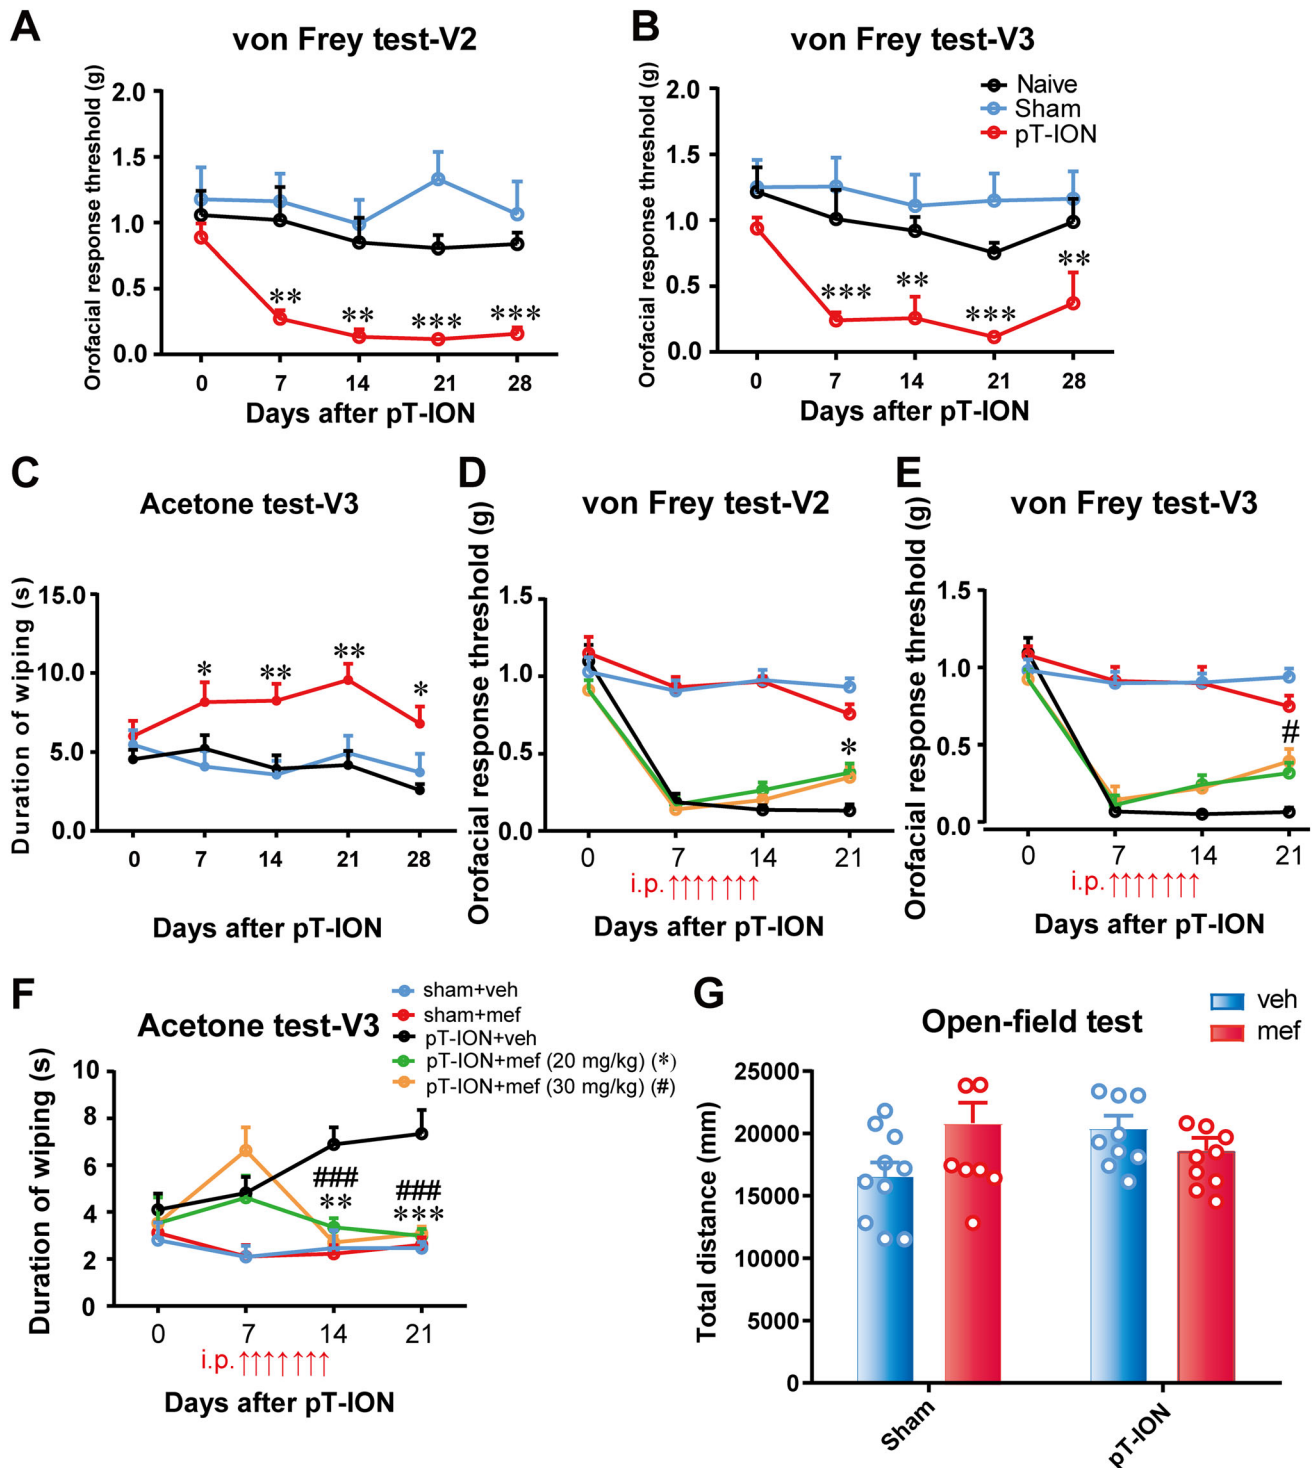 A
von Frey test-V2
Orofacial response threshold (g)
2.0
1.5
1.0
0.5
0.0
** ** *** ***
0 7 14 21 28
Days after pT-ION
B
von Frey test-V3
Naive
Sham
pT-ION
Orofacial response threshold (g)
2.0
1.5
1.0
0.5
0.0
*** ** *** **
0 7 14 21 28
Days after pT-ION
C
Acetone test-V3
Duration of wiping (s)
15.0
10.0
5.0
0.0
* ** ** *
0 7 14 21 28
Days after pT-ION
D
von Frey test-V2
Orofacial response threshold (g)
1.5
1.0
0.5
0.0
*
0 7 14 21
i.p. ↑↑↑↑↑↑↑
Days after pT-ION
E
von Frey test-V3
Orofacial response threshold (g)
1.5
1.0
0.5
0.0
#
0 7 14 21
i.p. ↑↑↑↑↑↑↑
Days after pT-ION
F
Acetone test-V3
sham+veh
sham+mef
pT-ION+veh
pT-ION+mef (20 mg/kg) (*)
pT-ION+mef (30 mg/kg) (#)
Duration of wiping (s)
10
8
6
4
2
0
### ###
** ***
0 7 14 21
i.p. ↑↑↑↑↑↑↑
Days after pT-ION
G
Open-field test
veh
mef
Total distance (mm)
25000
20000
15000
10000
5000
0
Sham
pT-ION